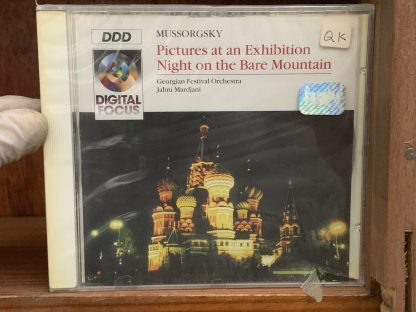 DDD
DIGITAL
FOCUS
MUSSORGSKY
Pictures at an Exhibition
Night on the Bare Mountain
Georgian Festival Orchestra
Jahni Mardjani
QK